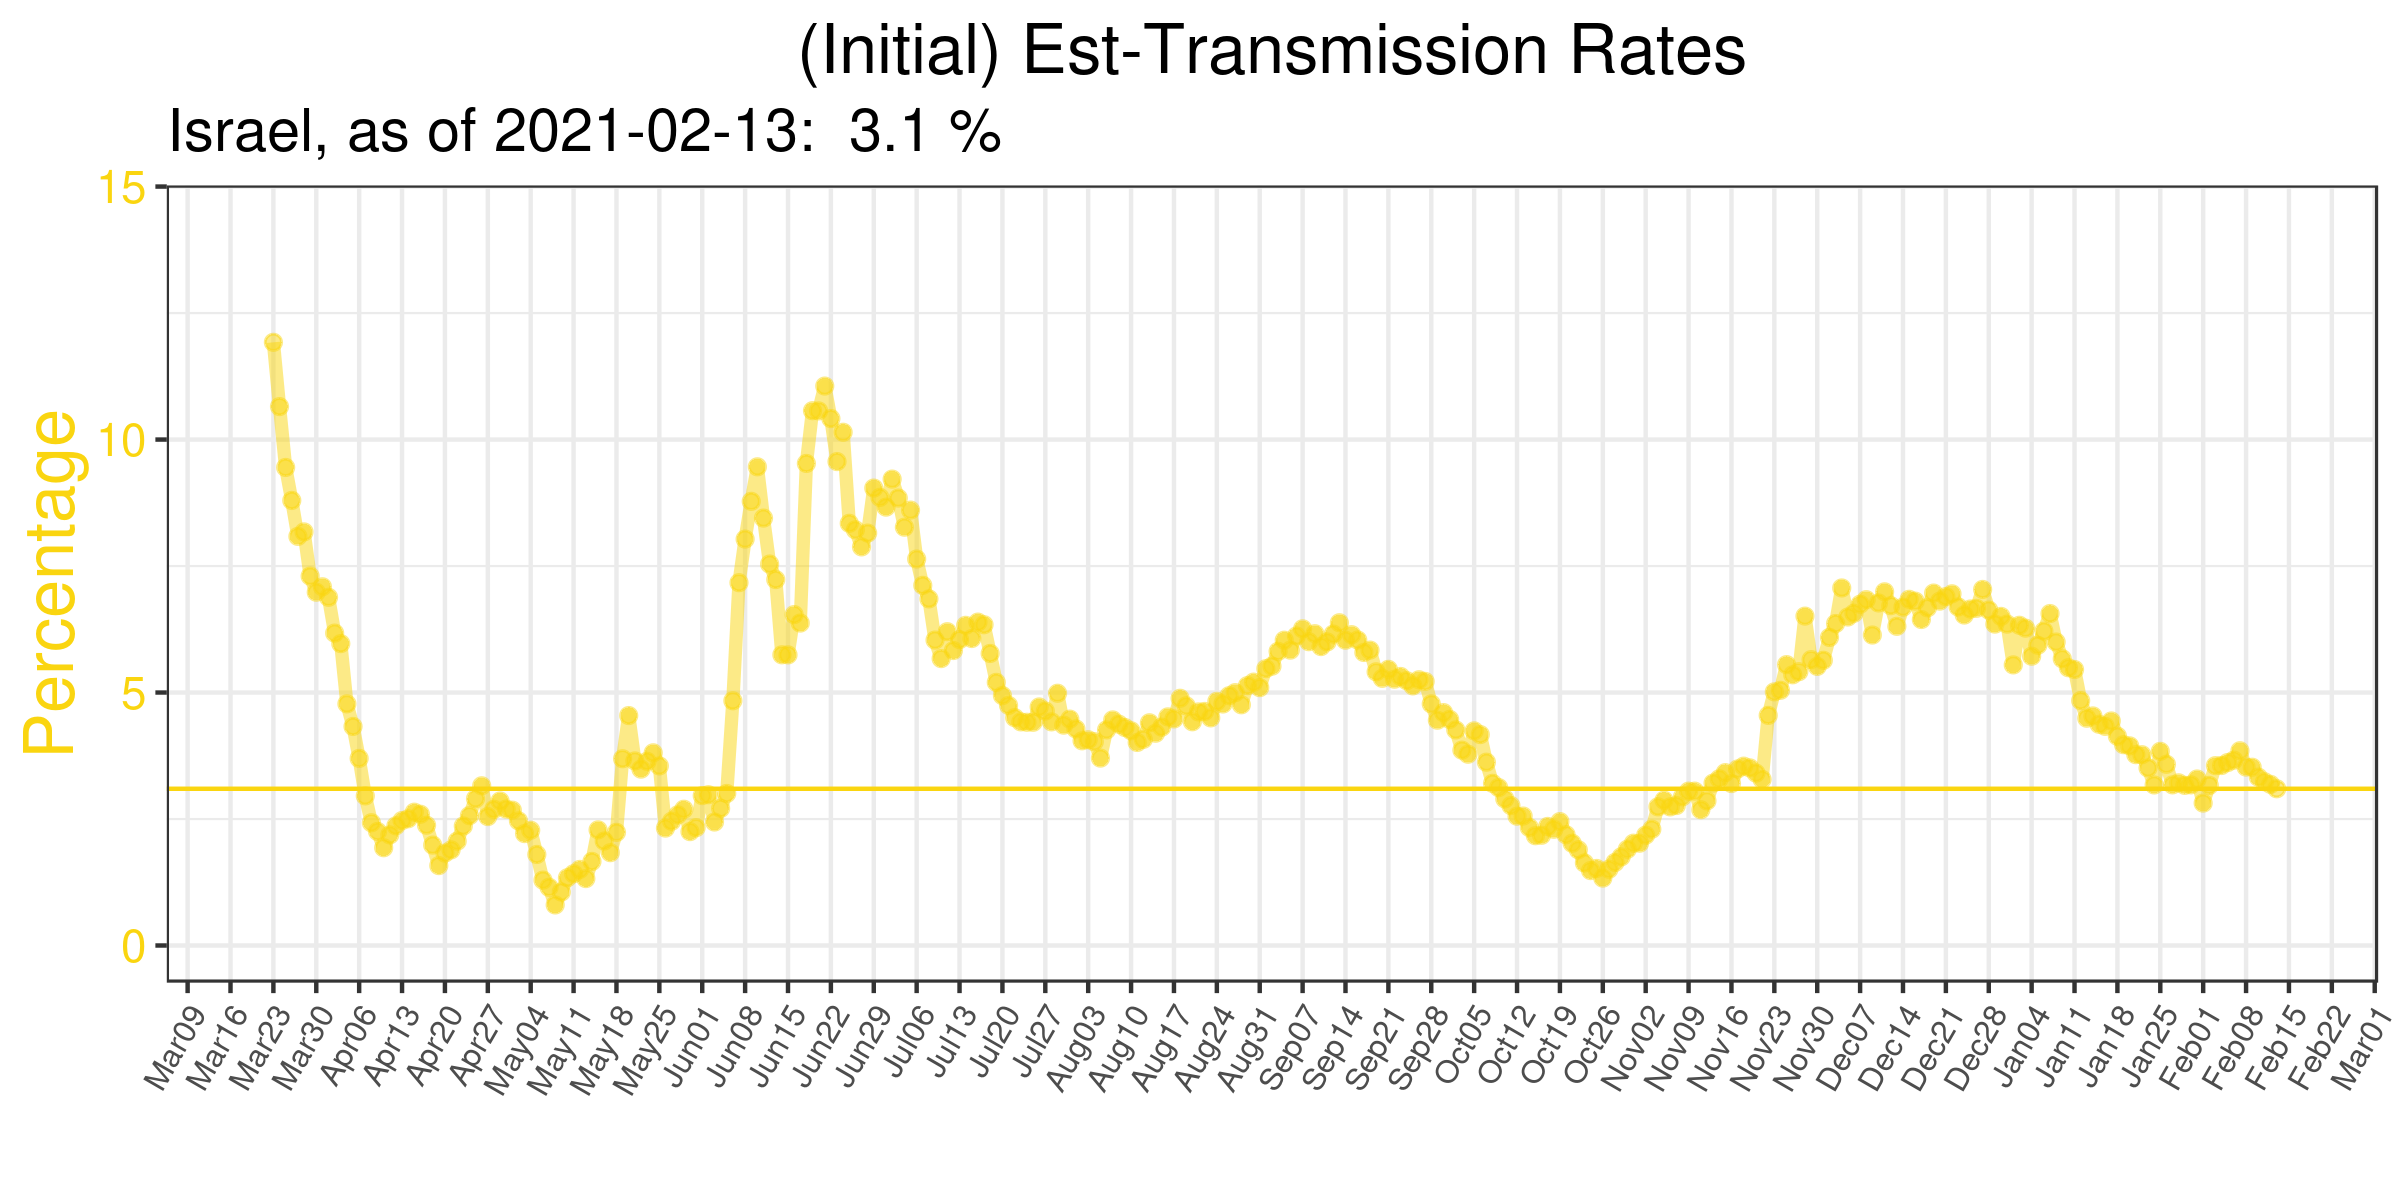 (Initial) Est-Transmission Rates
Israel, as of 2021-02-13:  3.1 %
Percentage
15
10
5
0
Mar09
Mar16
Mar23
Mar30
Apr06
Apr13
Apr20
Apr27
May04
May11
May18
May25
Jun01
Jun08
Jun15
Jun22
Jun29
Jul06
Jul13
Jul20
Jul27
Aug03
Aug10
Aug17
Aug24
Aug31
Sep07
Sep14
Sep21
Sep28
Oct05
Oct12
Oct19
Oct26
Nov02
Nov09
Nov16
Nov23
Nov30
Dec07
Dec14
Dec21
Dec28
Jan04
Jan11
Jan18
Jan25
Feb01
Feb08
Feb15
Feb22
Mar01